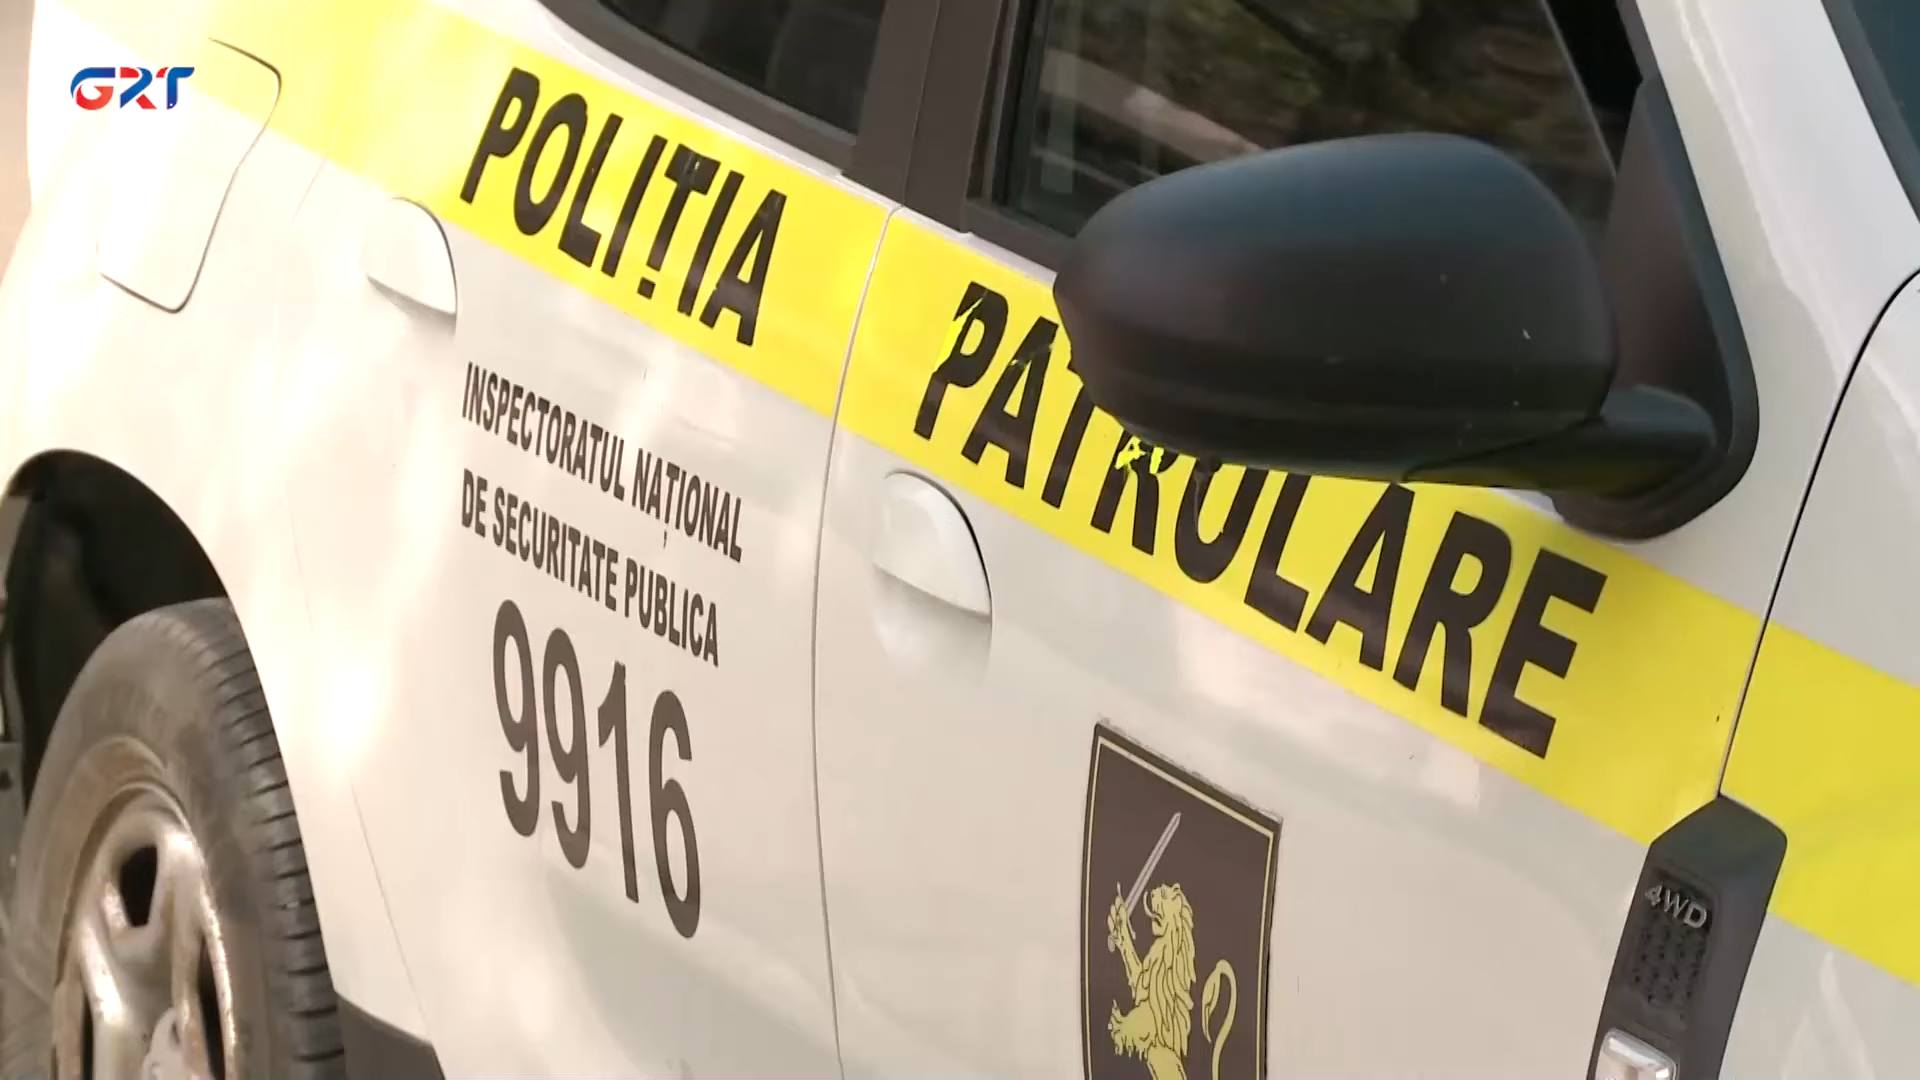 GRT
POLIȚIA
PATRULARE
INSPECTORATUL NAȚIONAL
DE SECURITATE PUBLICA
9916
4WD